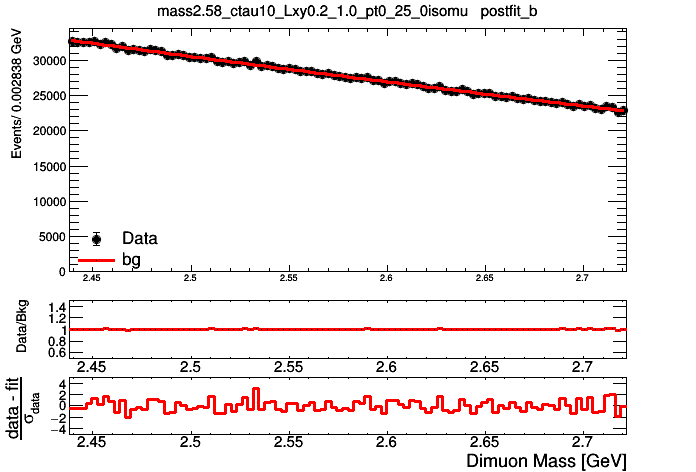 mass2.58_ctau10_Lxy0.2_1.0_pt0_25_0isomu postfit_b
Events/ 0.002838 GeV
30000
25000
20000
15000
10000
5000
0
Data
bg
2.45 2.5 2.55 2.6 2.65 2.7
Data/Bkg
1.4
1.2
1
0.8
0.6
2.45 2.5 2.55 2.6 2.65 2.7
data - fit
σdata
4
2
0
−2
−4
2.45 2.5 2.55 2.6 2.65 2.7
Dimuon Mass [GeV]